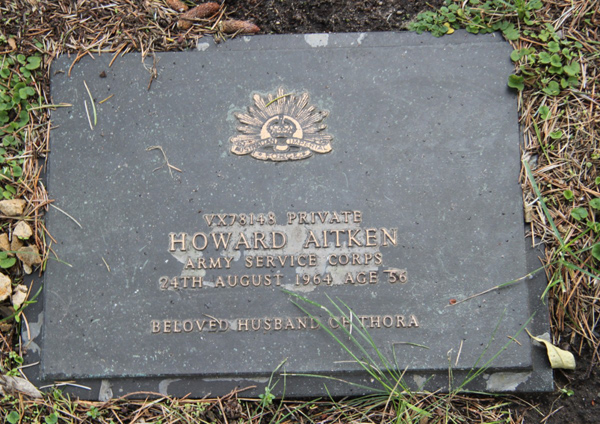 VX78148 PRIVATE
HOWARD AITKEN
ARMY SERVICE CORPS
24TH AUGUST 1964 AGE 56
BELOVED HUSBAND OF THORA